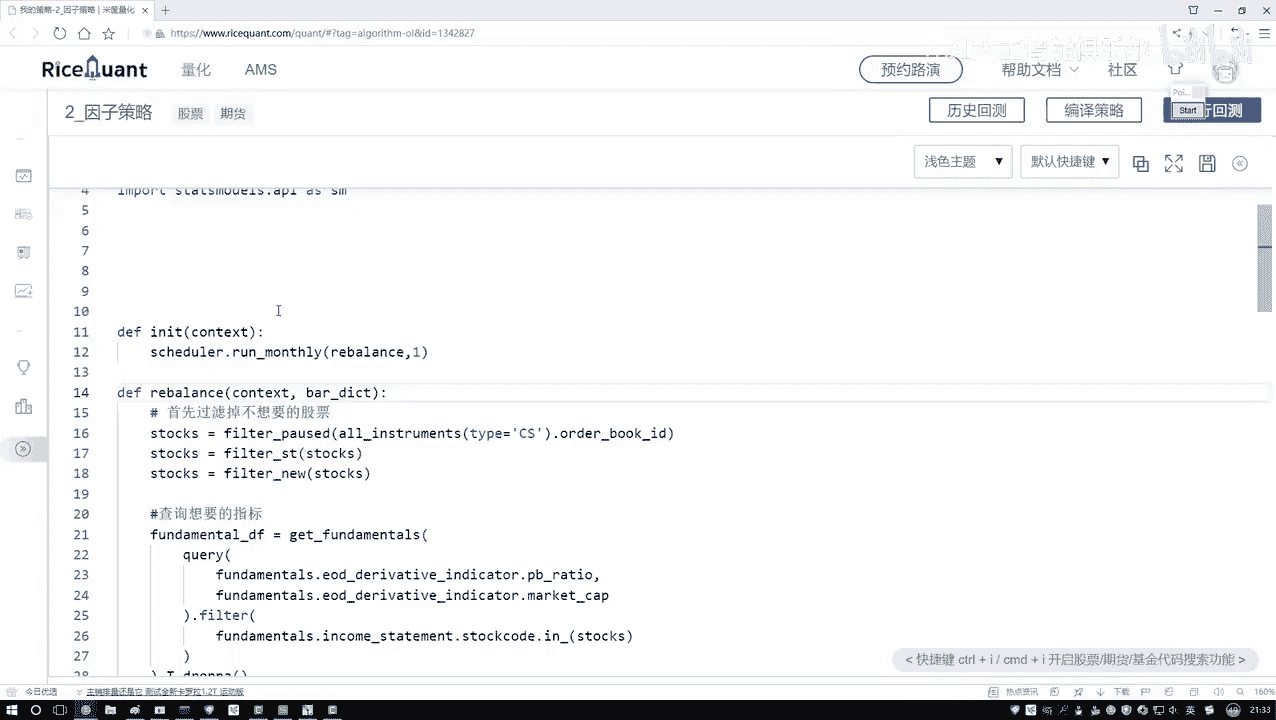 我的策略-2_因子策略 | 米筐量化
https://www.ricequant.com/quant/#?tag=algorithm-ol&id=1342827
RiceQuant 量化 AMS 预约路演 帮助文档 社区
Poi...
2_因子策略 股票 期货 历史回测 编译策略 Start 行回测
浅色主题 ▼ 默认快捷键 ▼
4 import statsmodels.api as sm
5
6
7
8
9
10
11 def init(context):
12 scheduler.run_monthly(rebalance,1)
13
14 def rebalance(context, bar_dict):
15 # 首先过滤掉不想要的股票
16 stocks = filter_paused(all_instruments(type='CS').order_book_id)
17 stocks = filter_st(stocks)
18 stocks = filter_new(stocks)
19
20 #查询想要的指标
21 fundamental_df = get_fundamentals(
22 query(
23 fundamentals.eod_derivative_indicator.pb_ratio,
24 fundamentals.eod_derivative_indicator.market_cap
25 ).filter(
26 fundamentals.income_statement.stockcode.in_(stocks)
27 )
28 ).T.dropna()
< 快捷键 ctrl + i / cmd + i 开启股票/期货/基金代码搜索功能 >
今日优选 主销排量还是它 测试全新卡罗拉1.2T 运动版 热点资讯 下载 160%
英 21:33